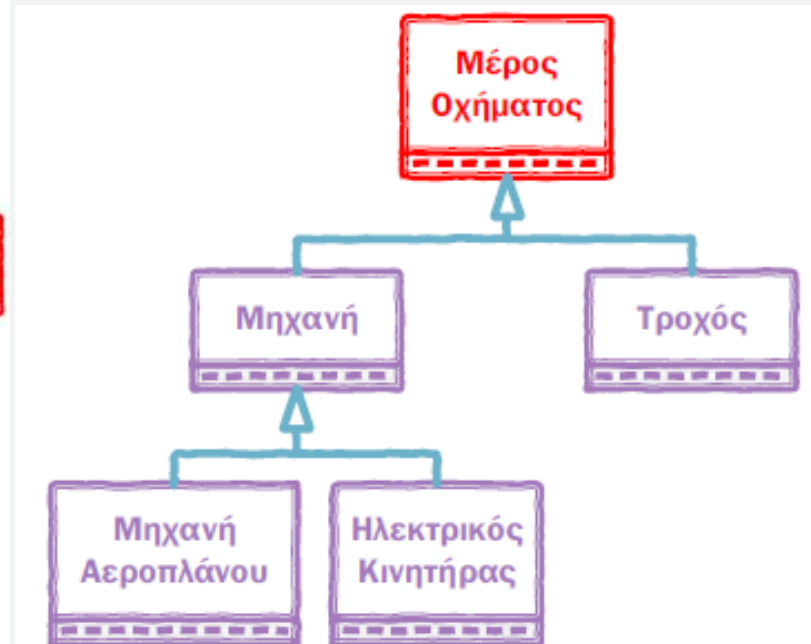 Μέρος
Οχήματος
Μηχανή
Τροχός
Μηχανή
Αεροπλάνου
Ηλεκτρικός
Κινητήρας